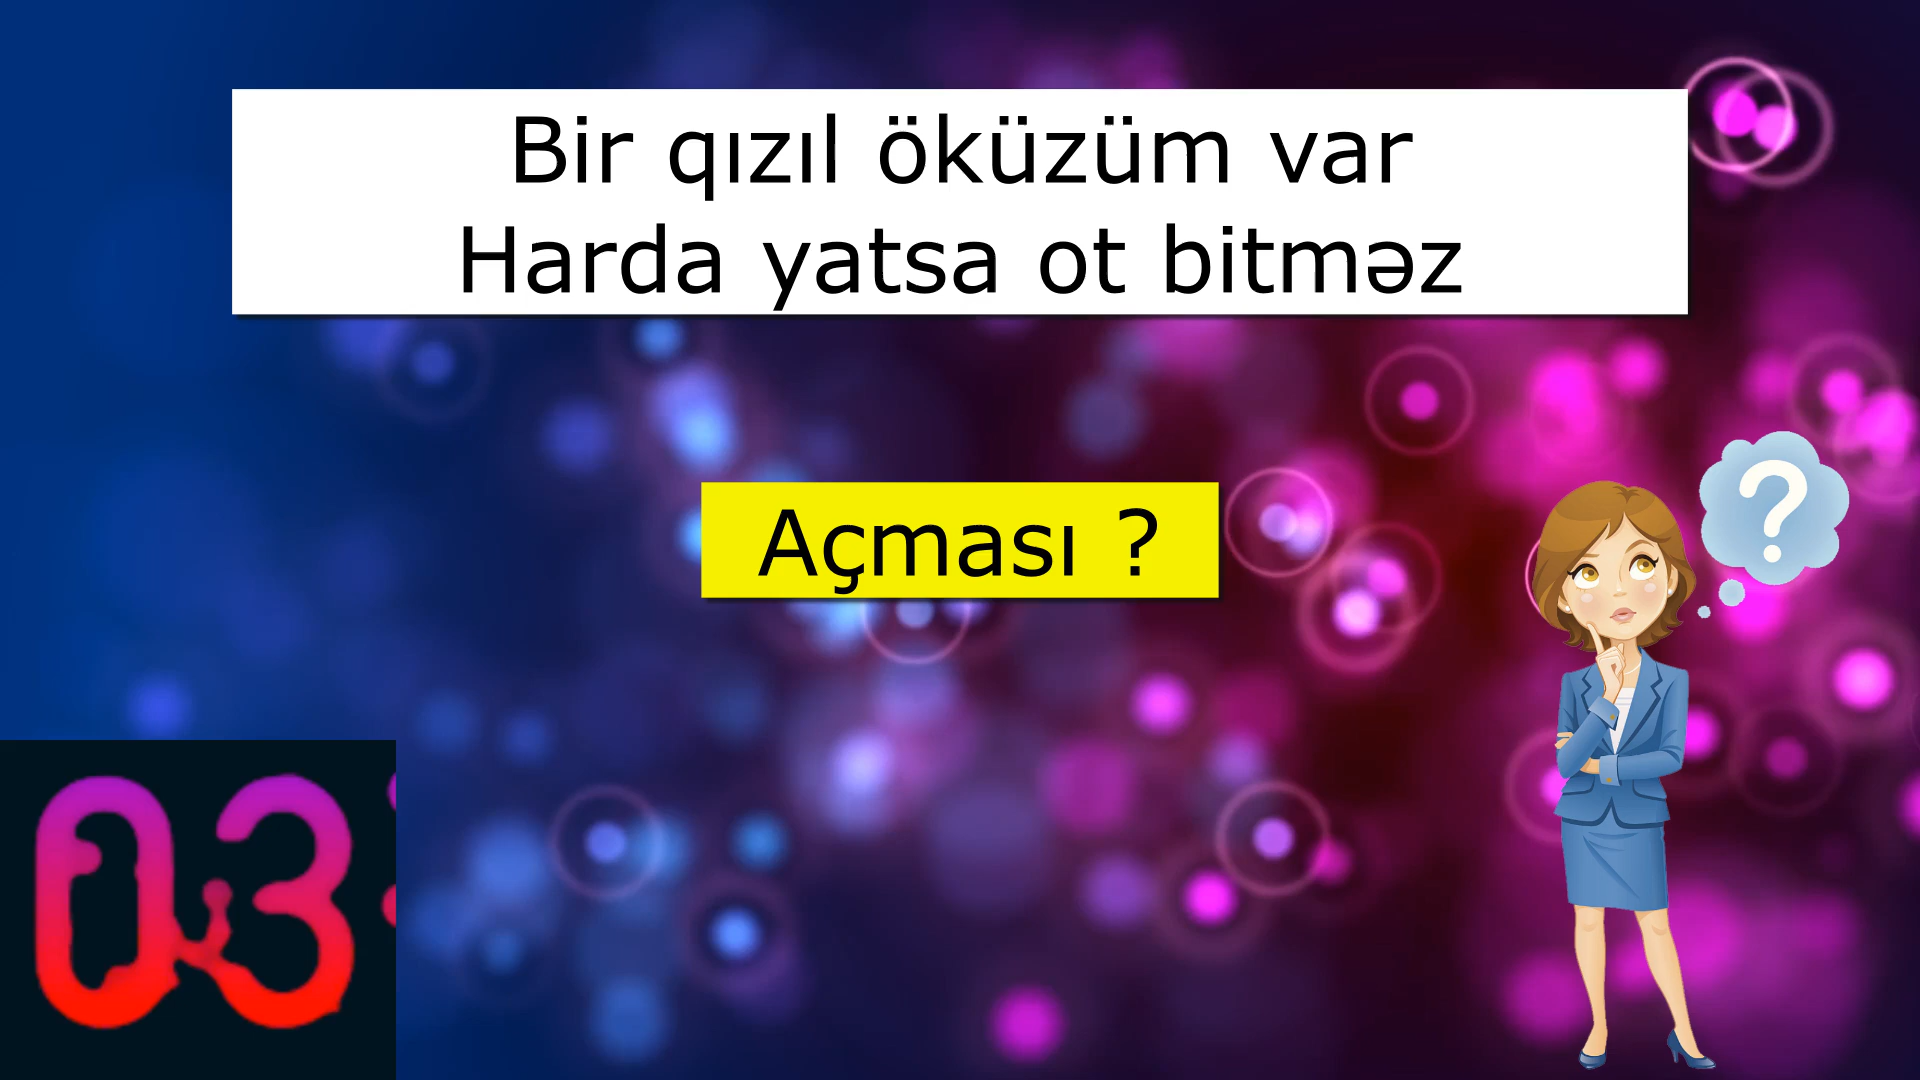 Bir qızıl öküzüm var
Harda yatsa ot bitməz
Açması ?
?
03